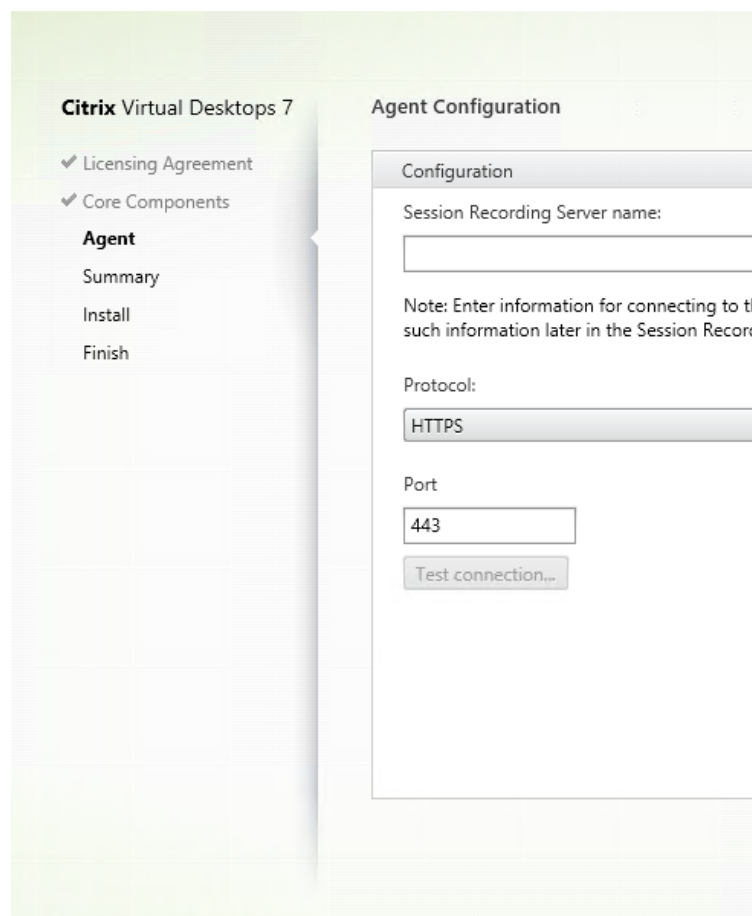 Citrix Virtual Desktops 7
Licensing Agreement
Core Components
Agent
Summary
Install
Finish
Agent Configuration
Configuration
Session Recording Server name:
Note: Enter information for connecting to
such information later in the Session
Protocol:
HTTPS
Port
443
Test connection...